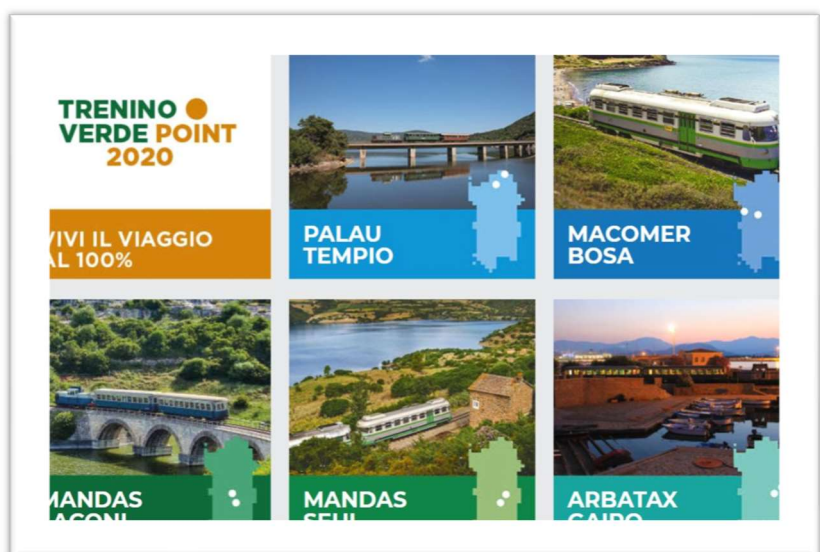 TRENINO
VERDE POINT
2020
VIVI IL VIAGGIO
AL 100%
PALAU
TEMPIO
MACOMER
BOSA
MANDAS
MANDAS
ARBATAX